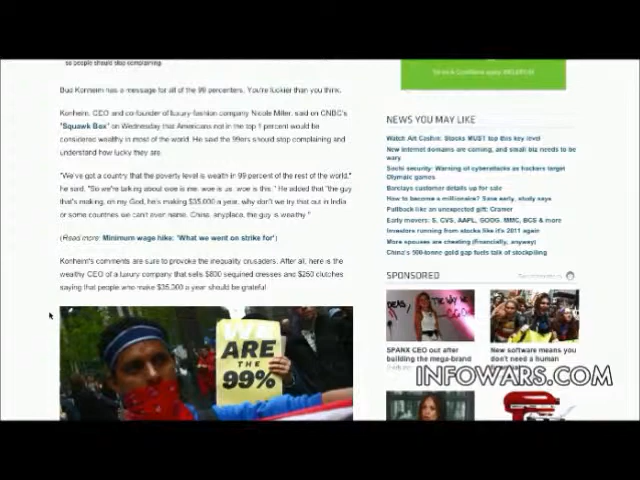 so people should stop complaining
Bud Konheim has a message for all of the 99 percenters. You're luckier than you think.
Konheim, CEO and co-founder of luxury-fashion company Nicole Miller, said on CNBC's
"Squawk Box" on Wednesday that Americans not in the top 1 percent would be
considered wealthy in most of the world. He said the 99ers should stop complaining and
understand how lucky they are.
"We've got a country that the poverty level is wealth in 99 percent of the rest of the world,"
he said. "So we're talking about woe is me, woe is us, woe is this." He added that "the guy
that's making, oh my God, he's making $35,000 a year, why don't we try that out in India
or some countries we can't even name. China, anyplace, the guy is wealthy."
(Read more: Minimum wage hike: 'What we went on strike for')
Konheim's comments are sure to provoke the inequality crusaders. After all, here is the
wealthy CEO of a luxury company that sells $800 sequined dresses and $250 clutches
saying that people who make $35,000 a year should be grateful.
WE
ARE
THE
99%
NEWS YOU MAY LIKE
Watch Art Cashin: Stocks MUST top this key level
New internet domains are coming, and small biz needs to be
wary
Sochi security: Warning of cyberattacks as hackers target
Olympic games
Barclays customer details up for sale
How to become a millionaire? Save early, study says
Pullback like an unexpected gift: Cramer
Early movers: S, CVS, AAPL, GOOG, MMC, BCS & more
Investors running from stocks like it's 2011 again
More spouses are cheating (financially, anyway)
China's 500-tonne gold gap fuels talk of stockpiling
SPONSORED
SPANX CEO out after
building the mega-brand
New software means you
don't need a human
INFOWARS.COM